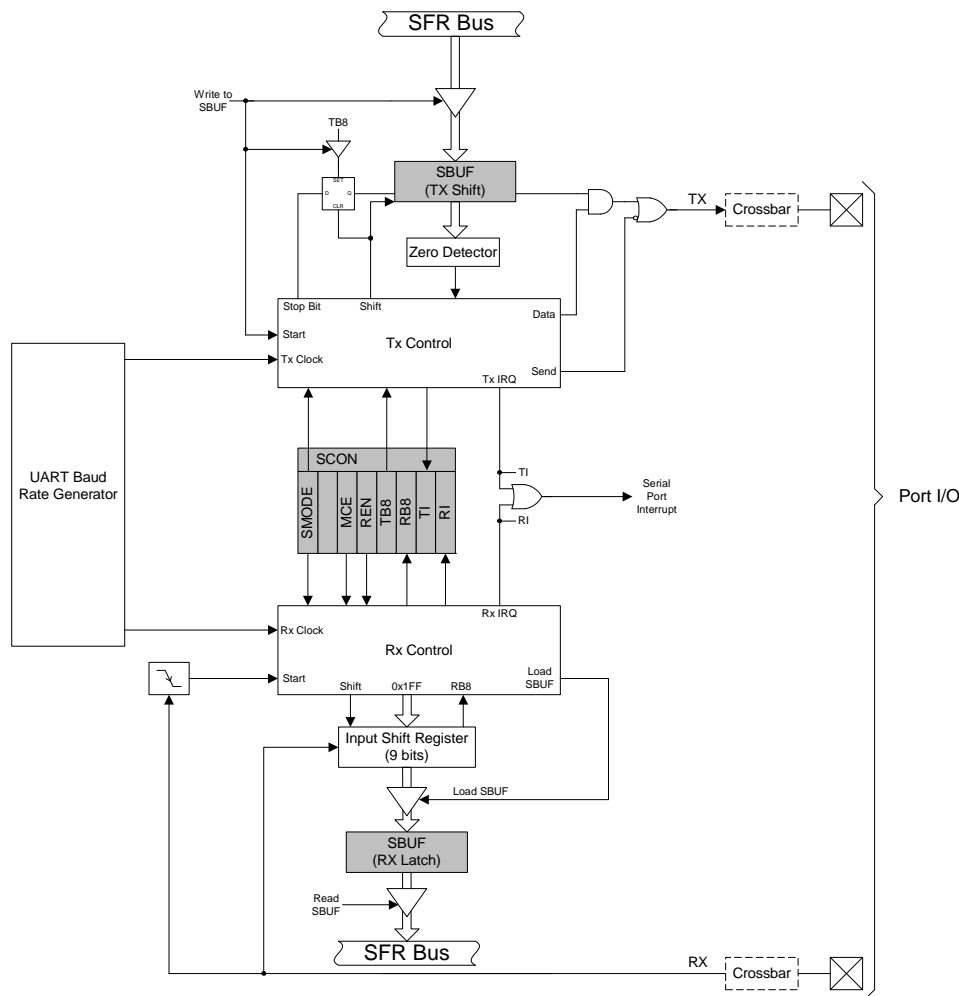 SFR Bus
Write to
SBUF
TB8
SET
D
Q
CLR
SBUF
(TX Shift)
TX
Crossbar
Zero Detector
Stop Bit
Shift
Data
Start
Tx Control
Tx Clock
Send
Tx IRQ
UART Baud
Rate Generator
SCON
SMODE
MCE
REN
TB8
RB8
TI
RI
TI
RI
Serial
Port
Interrupt
Port I/O
Rx IRQ
Rx Clock
Rx Control
Start
Load
SBUF
Shift
0x1FF
RB8
Input Shift Register
(9 bits)
Load SBUF
SBUF
(RX Latch)
Read
SBUF
SFR Bus
RX
Crossbar